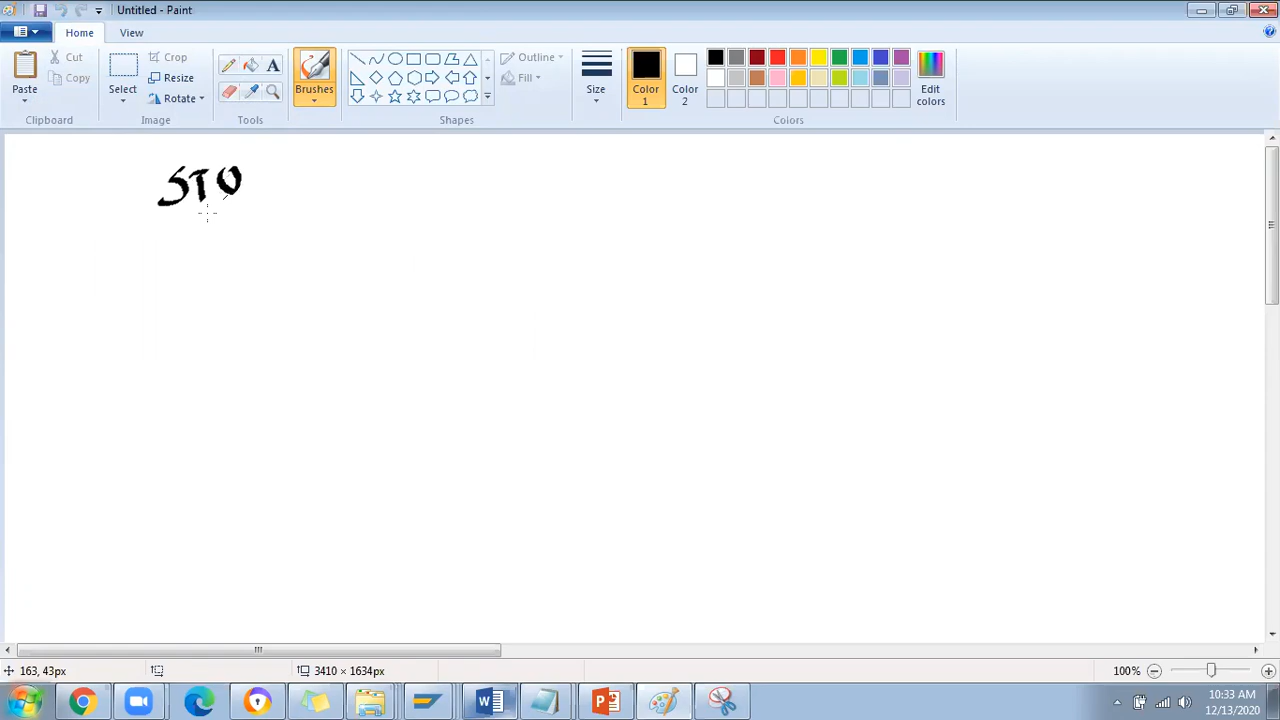 Untitled - Paint
Home View
Cut Crop Outline
Copy Resize Fill
Paste Select Rotate Brushes Size Color 1 Color 2 Edit colors
Clipboard Image Tools Shapes Colors
STO
163, 43px 3410 × 1634px 100%
10:33 AM
12/13/2020